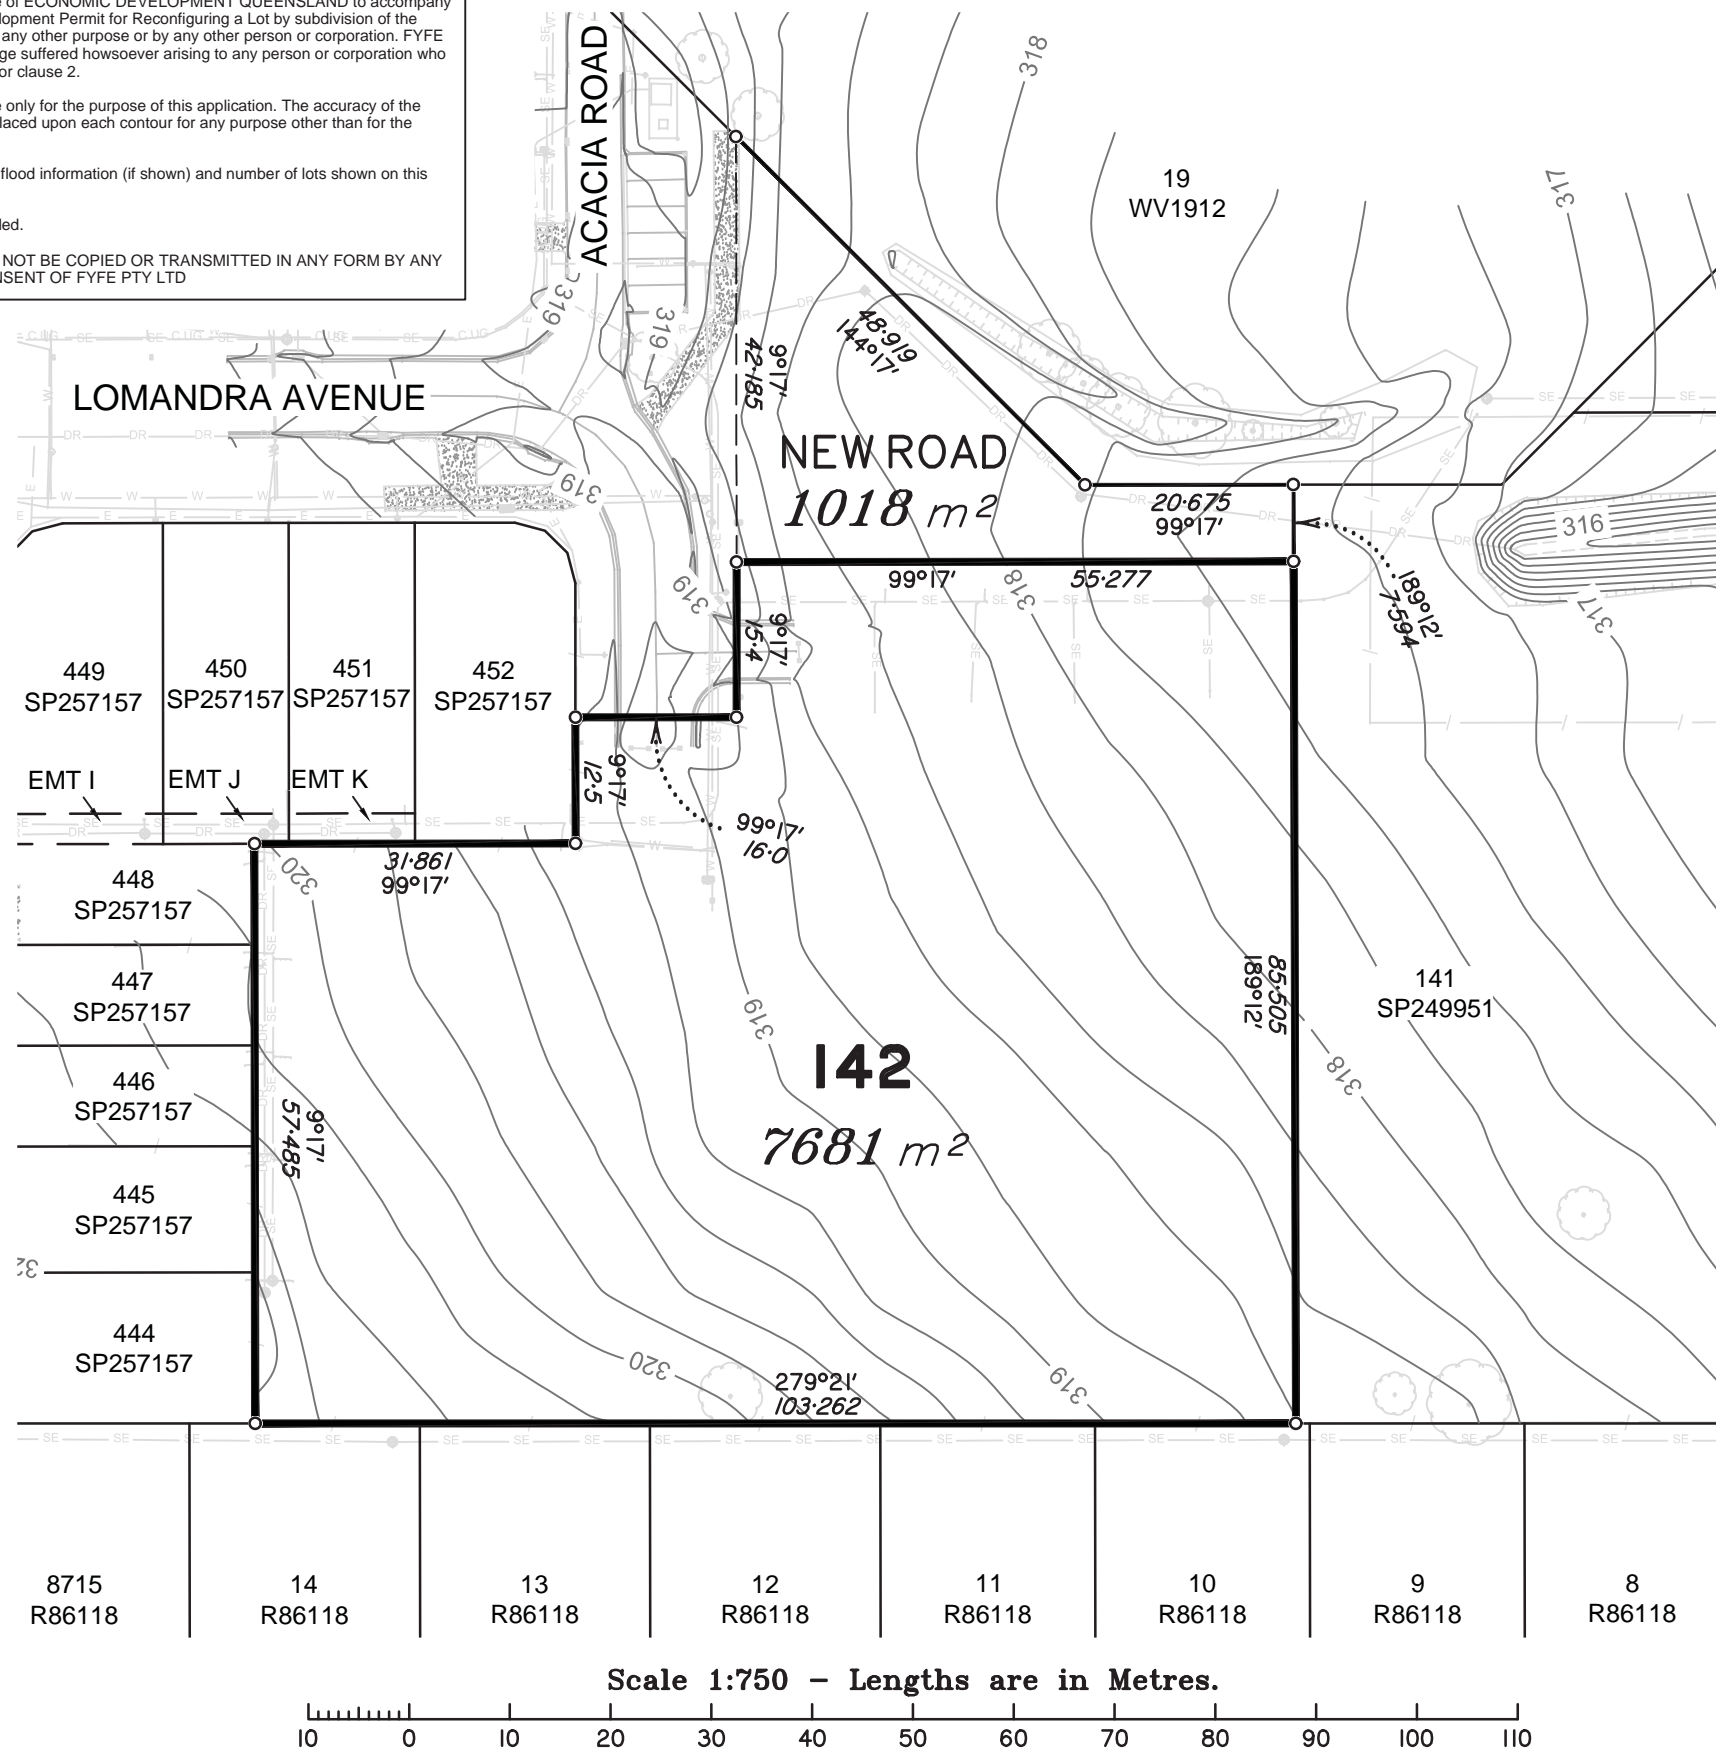 e of ECONOMIC DEVELOPMENT QUEENSLAND to accompany
lopment Permit for Reconfiguring a Lot by subdivision of the
any other purpose or by any other person or corporation. FYFE
ge suffered howsoever arising to any person or corporation who
or clause 2.
e only for the purpose of this application. The accuracy of the
laced upon each contour for any purpose other than for the
flood information (if shown) and number of lots shown on this
ded.
NOT BE COPIED OR TRANSMITTED IN ANY FORM BY ANY
NSENT OF FYFE PTY LTD
ACACIA ROAD
318
317
19
WV1912
319
319
LOMANDRA AVENUE
9°17'
42·185
48·919
144°17'
NEW ROAD
1018 m²
20·675
99°17'
316
319
319
99°17'
55·277
318
189°12'
7·594
317
9°17'
15·4
449
SP257157
450
SP257157
451
SP257157
452
SP257157
EMT I
EMT J
EMT K
9°17'
12·5
99°17'
16·0
31·861
99°17'
320
448
SP257157
447
SP257157
446
SP257157
445
SP257157
444
SP257157
319
142
7681 m²
85·505
189°12'
141
SP249951
318
9°17'
57·485
32
320
319
279°21'
103·262
8715
R86118
14
R86118
13
R86118
12
R86118
11
R86118
10
R86118
9
R86118
8
R86118
Scale 1:750 – Lengths are in Metres.
10 0 10 20 30 40 50 60 70 80 90 100 110